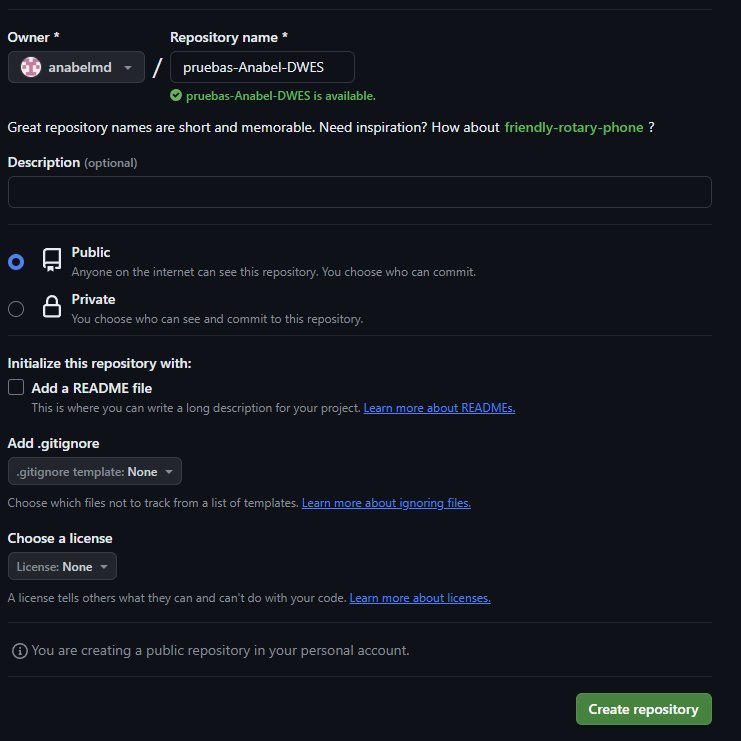 Owner *
Repository name *
anabelmd
/
pruebas-Anabel-DWES
pruebas-Anabel-DWES is available.
Great repository names are short and memorable. Need inspiration? How about friendly-rotary-phone ?
Description (optional)
Public
Anyone on the internet can see this repository. You choose who can commit.
Private
You choose who can see and commit to this repository.
Initialize this repository with:
Add a README file
This is where you can write a long description for your project. Learn more about READMEs.
Add .gitignore
.gitignore template: None
Choose which files not to track from a list of templates. Learn more about ignoring files.
Choose a license
License: None
A license tells others what they can and can't do with your code. Learn more about licenses.
You are creating a public repository in your personal account.
Create repository